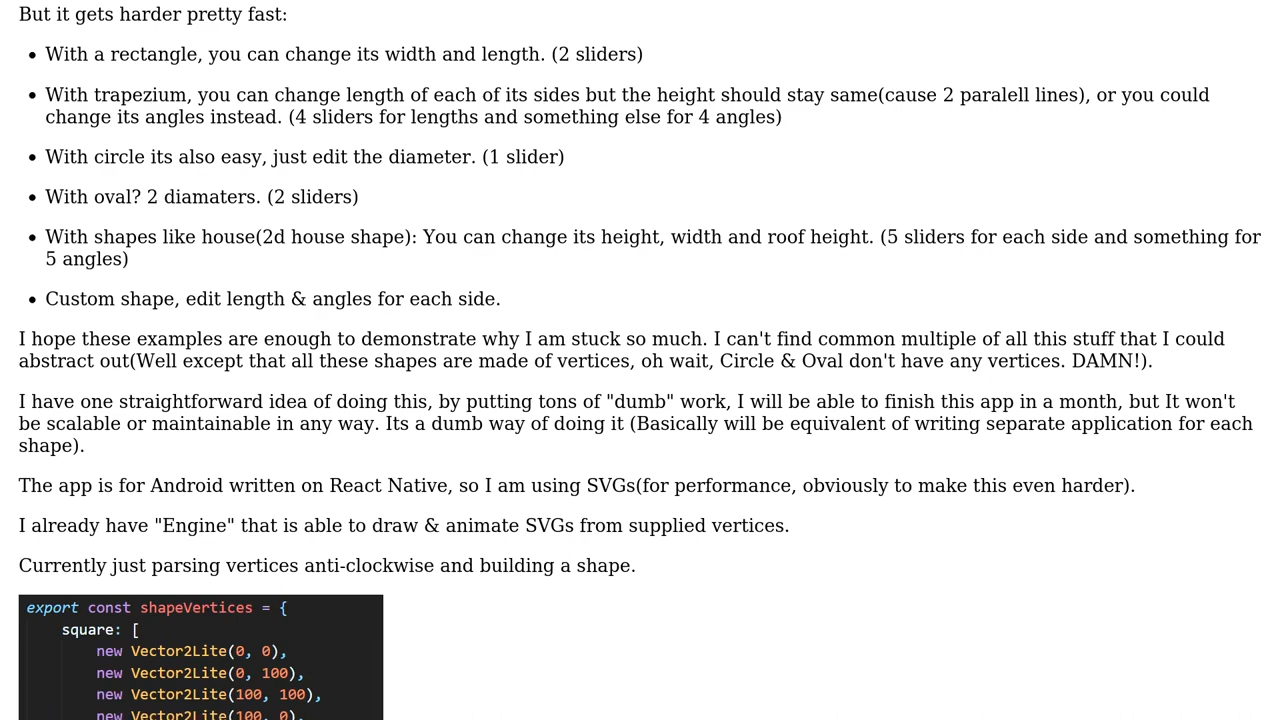 But it gets harder pretty fast:
• With a rectangle, you can change its width and length. (2 sliders)
• With trapezium, you can change length of each of its sides but the height should stay same(cause 2 paralell lines), or you could
change its angles instead. (4 sliders for lengths and something else for 4 angles)
• With circle its also easy, just edit the diameter. (1 slider)
• With oval? 2 diamaters. (2 sliders)
• With shapes like house(2d house shape): You can change its height, width and roof height. (5 sliders for each side and something for
5 angles)
• Custom shape, edit length & angles for each side.
I hope these examples are enough to demonstrate why I am stuck so much. I can't find common multiple of all this stuff that I could
abstract out(Well except that all these shapes are made of vertices, oh wait, Circle & Oval don't have any vertices. DAMN!).
I have one straightforward idea of doing this, by putting tons of "dumb" work, I will be able to finish this app in a month, but It won't
be scalable or maintainable in any way. Its a dumb way of doing it (Basically will be equivalent of writing separate application for each
shape).
The app is for Android written on React Native, so I am using SVGs(for performance, obviously to make this even harder).
I already have "Engine" that is able to draw & animate SVGs from supplied vertices.
Currently just parsing vertices anti-clockwise and building a shape.
export const shapeVertices = {
square: [
new Vector2Lite(0, 0),
new Vector2Lite(0, 100),
new Vector2Lite(100, 100),
new Vector2Lite(100, 0),